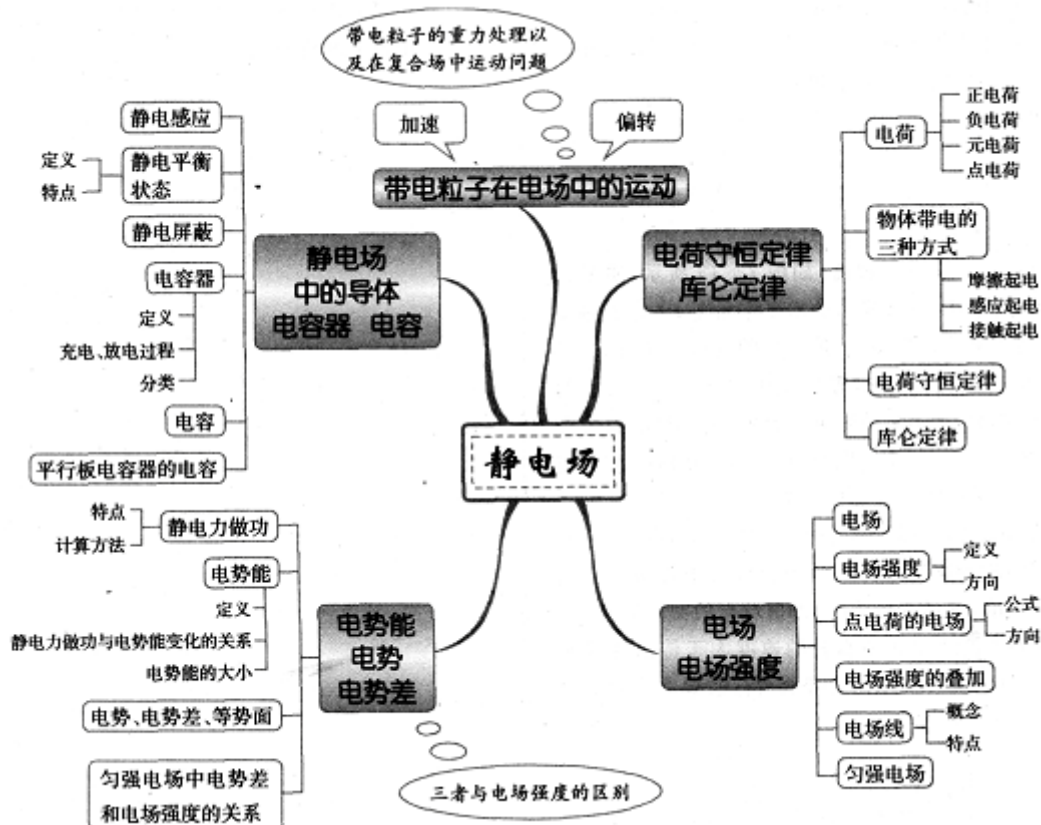 带电粒子的重力处理以
及在复合场中运动问题
加速
偏转
带电粒子在电场中的运动
静电感应
定义
特点
静电平衡
状态
静电屏蔽
电容器
定义
充电、放电过程
分类
电容
平行板电容器的电容
静电场
中的导体
电容器 电容
电荷守恒定律
库仑定律
电荷
正电荷
负电荷
元电荷
点电荷
物体带电的
三种方式
摩擦起电
感应起电
接触起电
电荷守恒定律
库仑定律
静电场
特点
计算方法
静电力做功
电势能
定义
静电力做功与电势能变化的关系
电势能的大小
电势、电势差、等势面
匀强电场中电势差
和电场强度的关系
电势能
电势
电势差
三者与电场强度的区别
电场
电场强度
电场
电场强度
定义
方向
点电荷的电场
公式
方向
电场强度的叠加
电场线
概念
特点
匀强电场